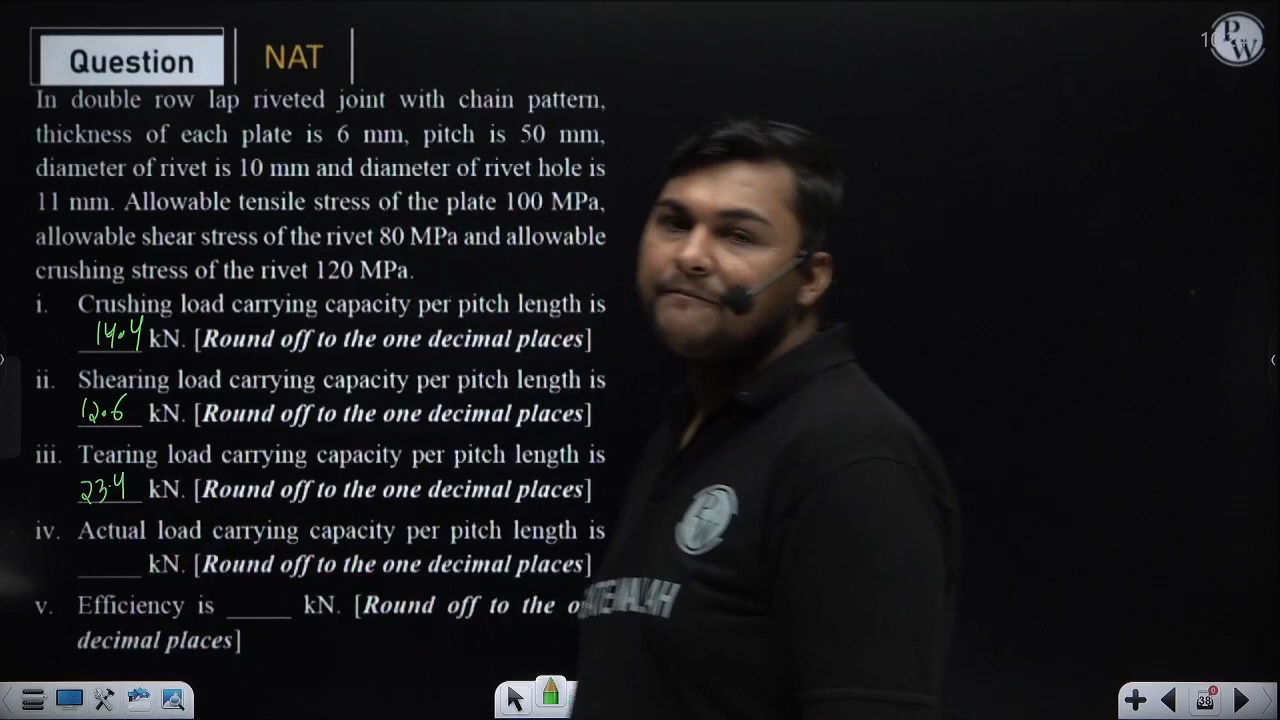 Question
NAT
In double row lap riveted joint with chain pattern,
thickness of each plate is 6 mm, pitch is 50 mm,
diameter of rivet is 10 mm and diameter of rivet hole is
11 mm. Allowable tensile stress of the plate 100 MPa,
allowable shear stress of the rivet 80 MPa and allowable
crushing stress of the rivet 120 MPa.
i. Crushing load carrying capacity per pitch length is
14.4 kN. [Round off to the one decimal places]
ii. Shearing load carrying capacity per pitch length is
12.6 kN. [Round off to the one decimal places]
iii. Tearing load carrying capacity per pitch length is
23.4 kN. [Round off to the one decimal places]
iv. Actual load carrying capacity per pitch length is
_____ kN. [Round off to the one decimal places]
v. Efficiency is _____ kN. [Round off to the
decimal places]
PW
PW
38
0